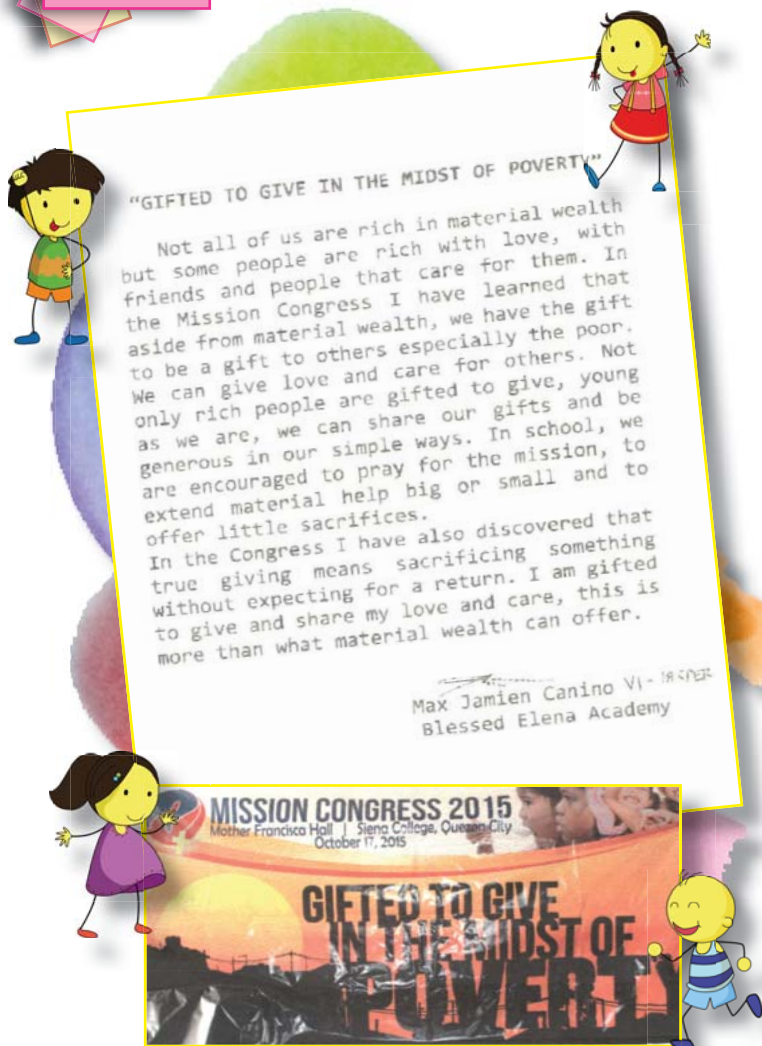 "GIFTED TO GIVE IN THE MIDST OF POVERTY"
Not all of us are rich in material wealth
but some people are rich with love, with
friends and people that care for them. In
the Mission Congress I have learned that
aside from material wealth, we have the gift
to be a gift to others especially the poor.
We can give love and care for others. Not
only rich people are gifted to give, young
as we are, we can share our gifts and be
generous in our simple ways. In school, we
are encouraged to pray for the mission, to
extend material help big or small and to
offer little sacrifices.
In the Congress I have also discovered that
true giving means sacrificing something
without expecting for a return. I am gifted
to give and share my love and care, this is
more than what material wealth can offer.
Max Jamien Canino VI-
Blessed Elena Academy
MISSION CONGRESS 2015
Mother Francisca Hall | Siena College, Quezon City
October 17, 2015
GIFTED TO GIVE
IN THE MIDST OF
POVERTY